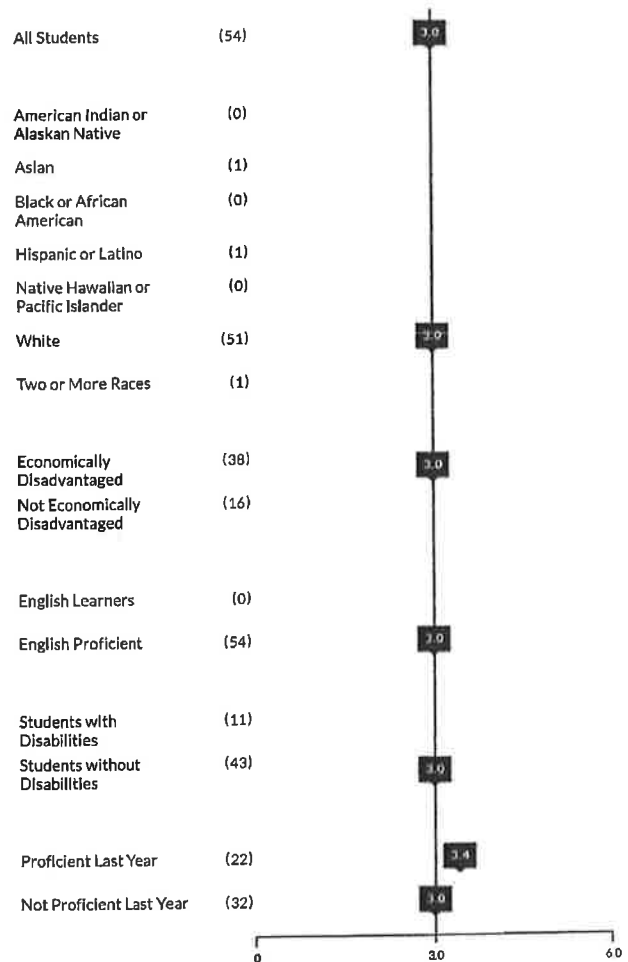 All Students (54) 3.0
American Indian or (0)
Alaskan Native
Asian (1)
Black or African (0)
American
Hispanic or Latino (1)
Native Hawaiian or (0)
Pacific Islander
White (51) 3.0
Two or More Races (1)
Economically (38) 3.0
Disadvantaged
Not Economically (16)
Disadvantaged
English Learners (0)
English Proficient (54) 3.0
Students with (11)
Disabilities
Students without (43) 3.0
Disabilities
Proficient Last Year (22) 3.4
Not Proficient Last Year (32) 3.0
0 3.0 6.0